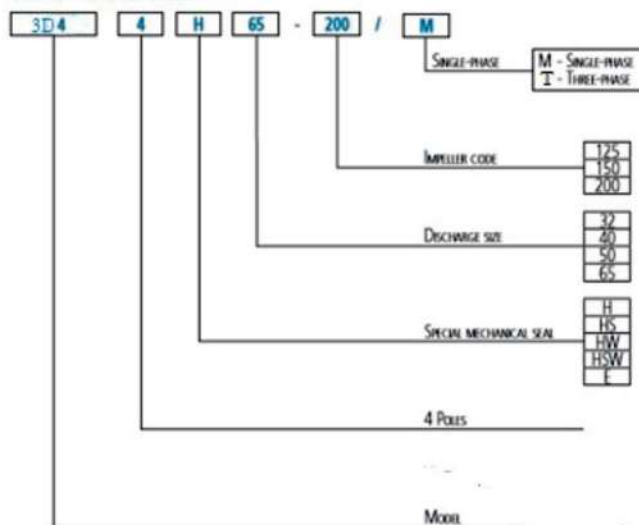 3D4 4 H 65 - 200 / M
SINGLE-PHASE
M - SINGLE-PHASE
T - THREE-PHASE
IMPELLER CODE
125
150
200
DISCHARGE SIZE
32
40
50
65
SPECIAL MECHANICAL SEAL
H
HS
HW
HSW
E
4 POLES
MODEL